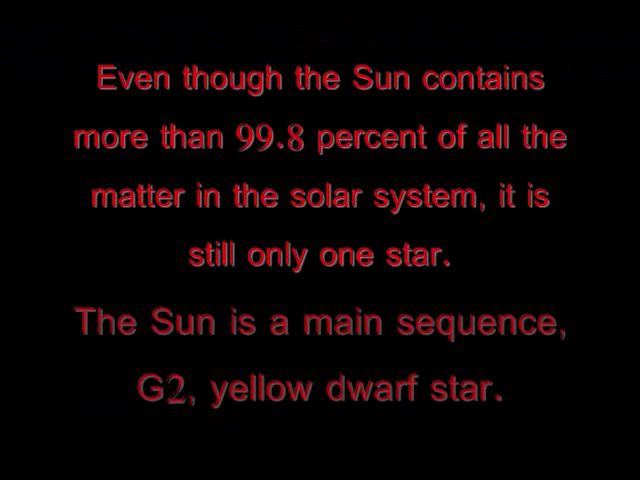 Even though the Sun contains
more than 99.8 percent of all the
matter in the solar system, it is
still only one star.
The Sun is a main sequence,
G2, yellow dwarf star.